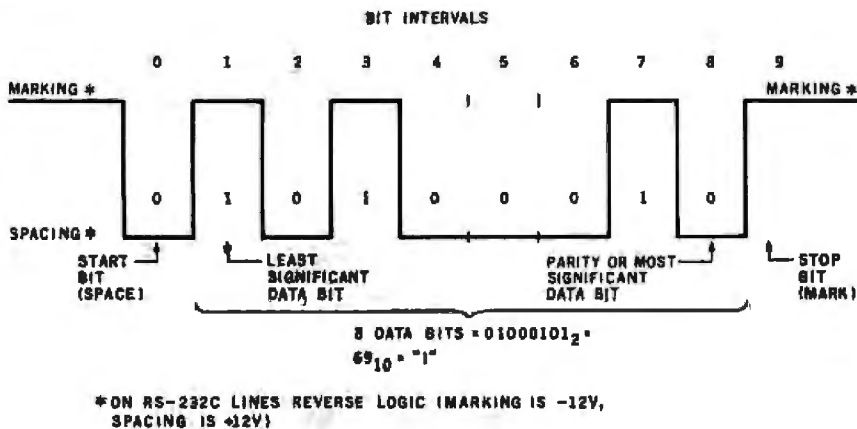 BIT INTERVALS
0 1 2 3 4 5 6 7 8 9
MARKING * MARKING *
0 1 0 1 0 0 0 1 0
SPACING *
START BIT (SPACE)
LEAST SIGNIFICANT DATA BIT
PARITY OR MOST SIGNIFICANT DATA BIT
STOP BIT (MARK)
8 DATA BITS = 01000101₂ =
69₁₀ = "I"
* ON RS-232C LINES REVERSE LOGIC (MARKING IS -12V,
SPACING IS +12V)